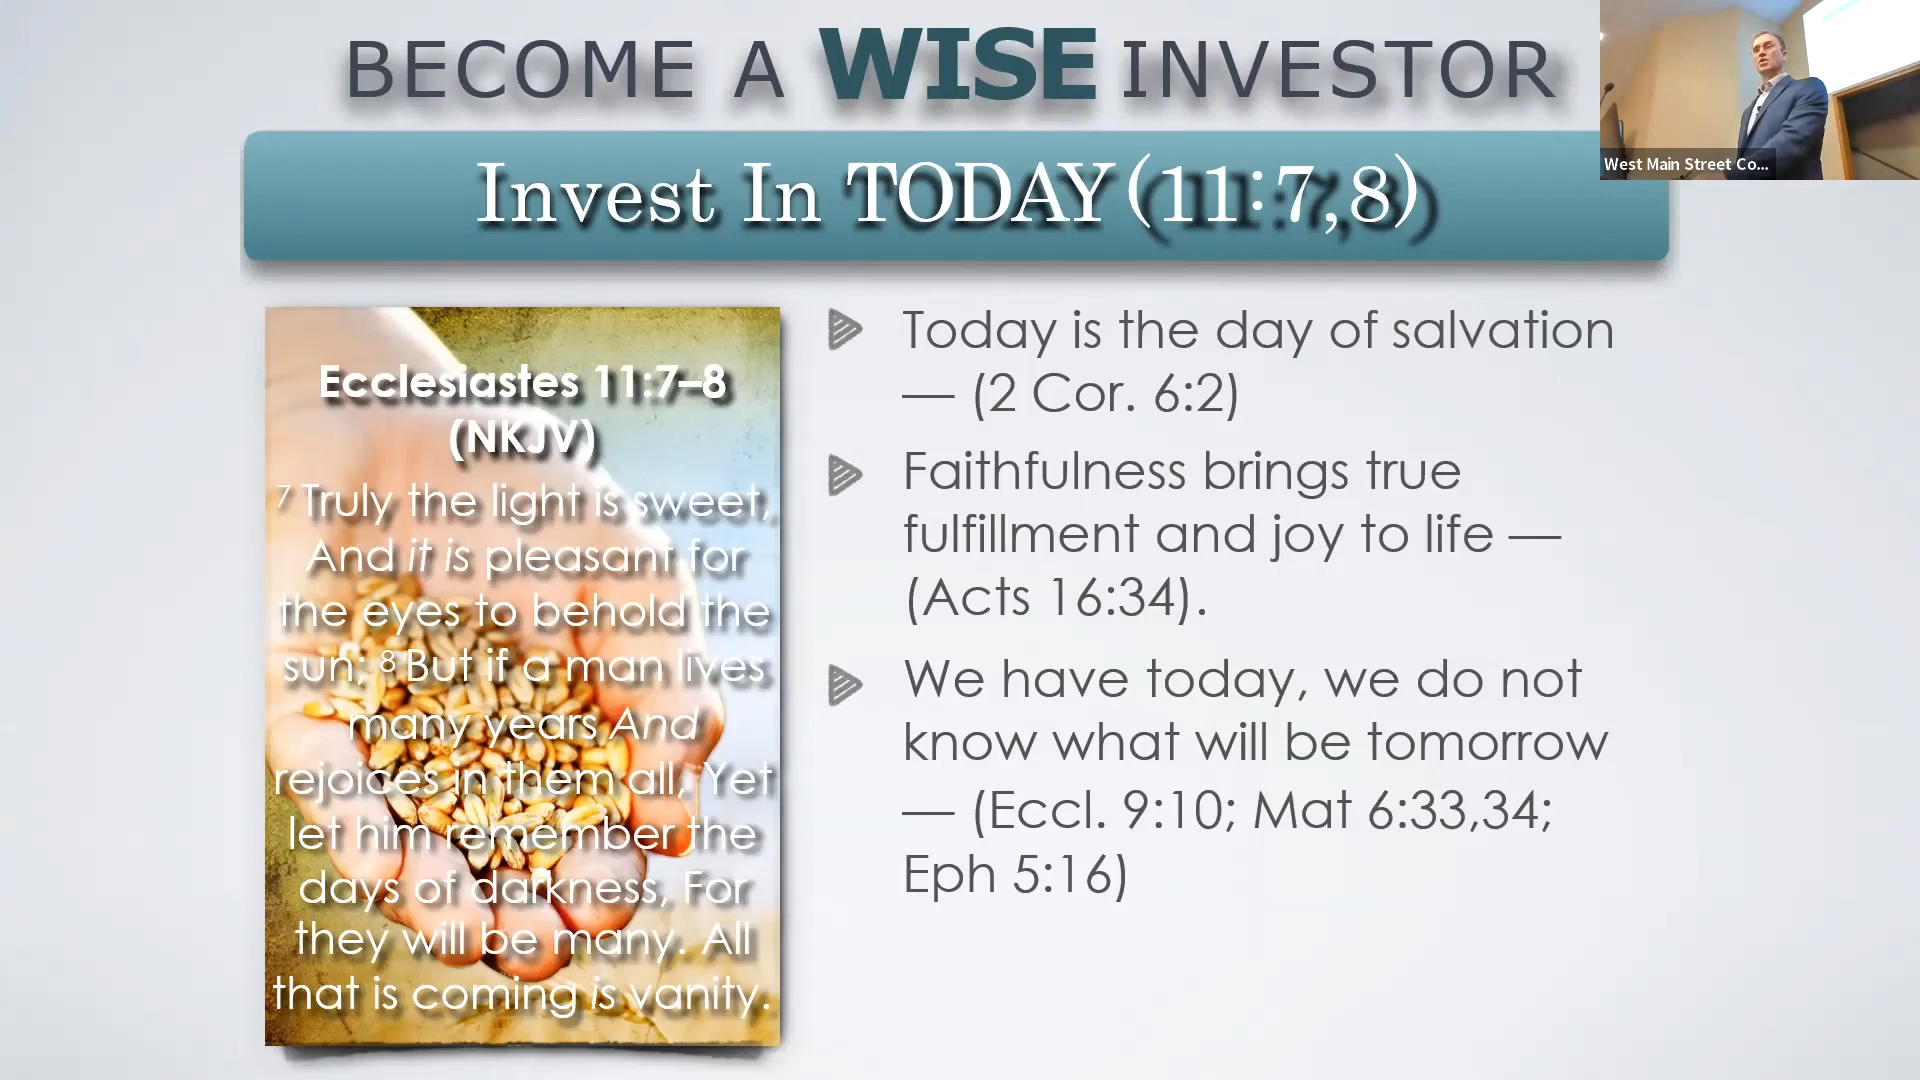 BECOME A WISE INVESTOR
Invest In TODAY (11:7,8)
West Main Street Co...
Ecclesiastes 11:7–8
(NKJV)
7 Truly the light is sweet,
And it is pleasant for
the eyes to behold the
sun; 8 But if a man lives
many years And
rejoices in them all, Yet
let him remember the
days of darkness, For
they will be many. All
that is coming is vanity.
Today is the day of salvation
— (2 Cor. 6:2)
Faithfulness brings true
fulfillment and joy to life —
(Acts 16:34).
We have today, we do not
know what will be tomorrow
— (Eccl. 9:10; Mat 6:33,34;
Eph 5:16)